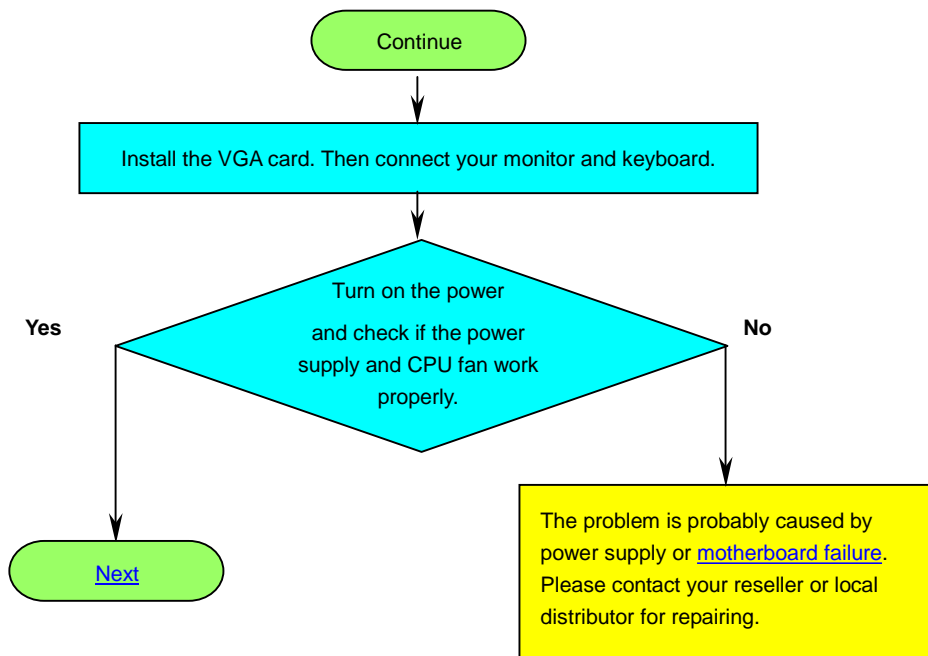 Continue
Install the VGA card. Then connect your monitor and keyboard.
Turn on the power
and check if the power
supply and CPU fan work
properly.
Yes
No
The problem is probably caused by
power supply or motherboard failure.
Please contact your reseller or local
distributor for repairing.
Next